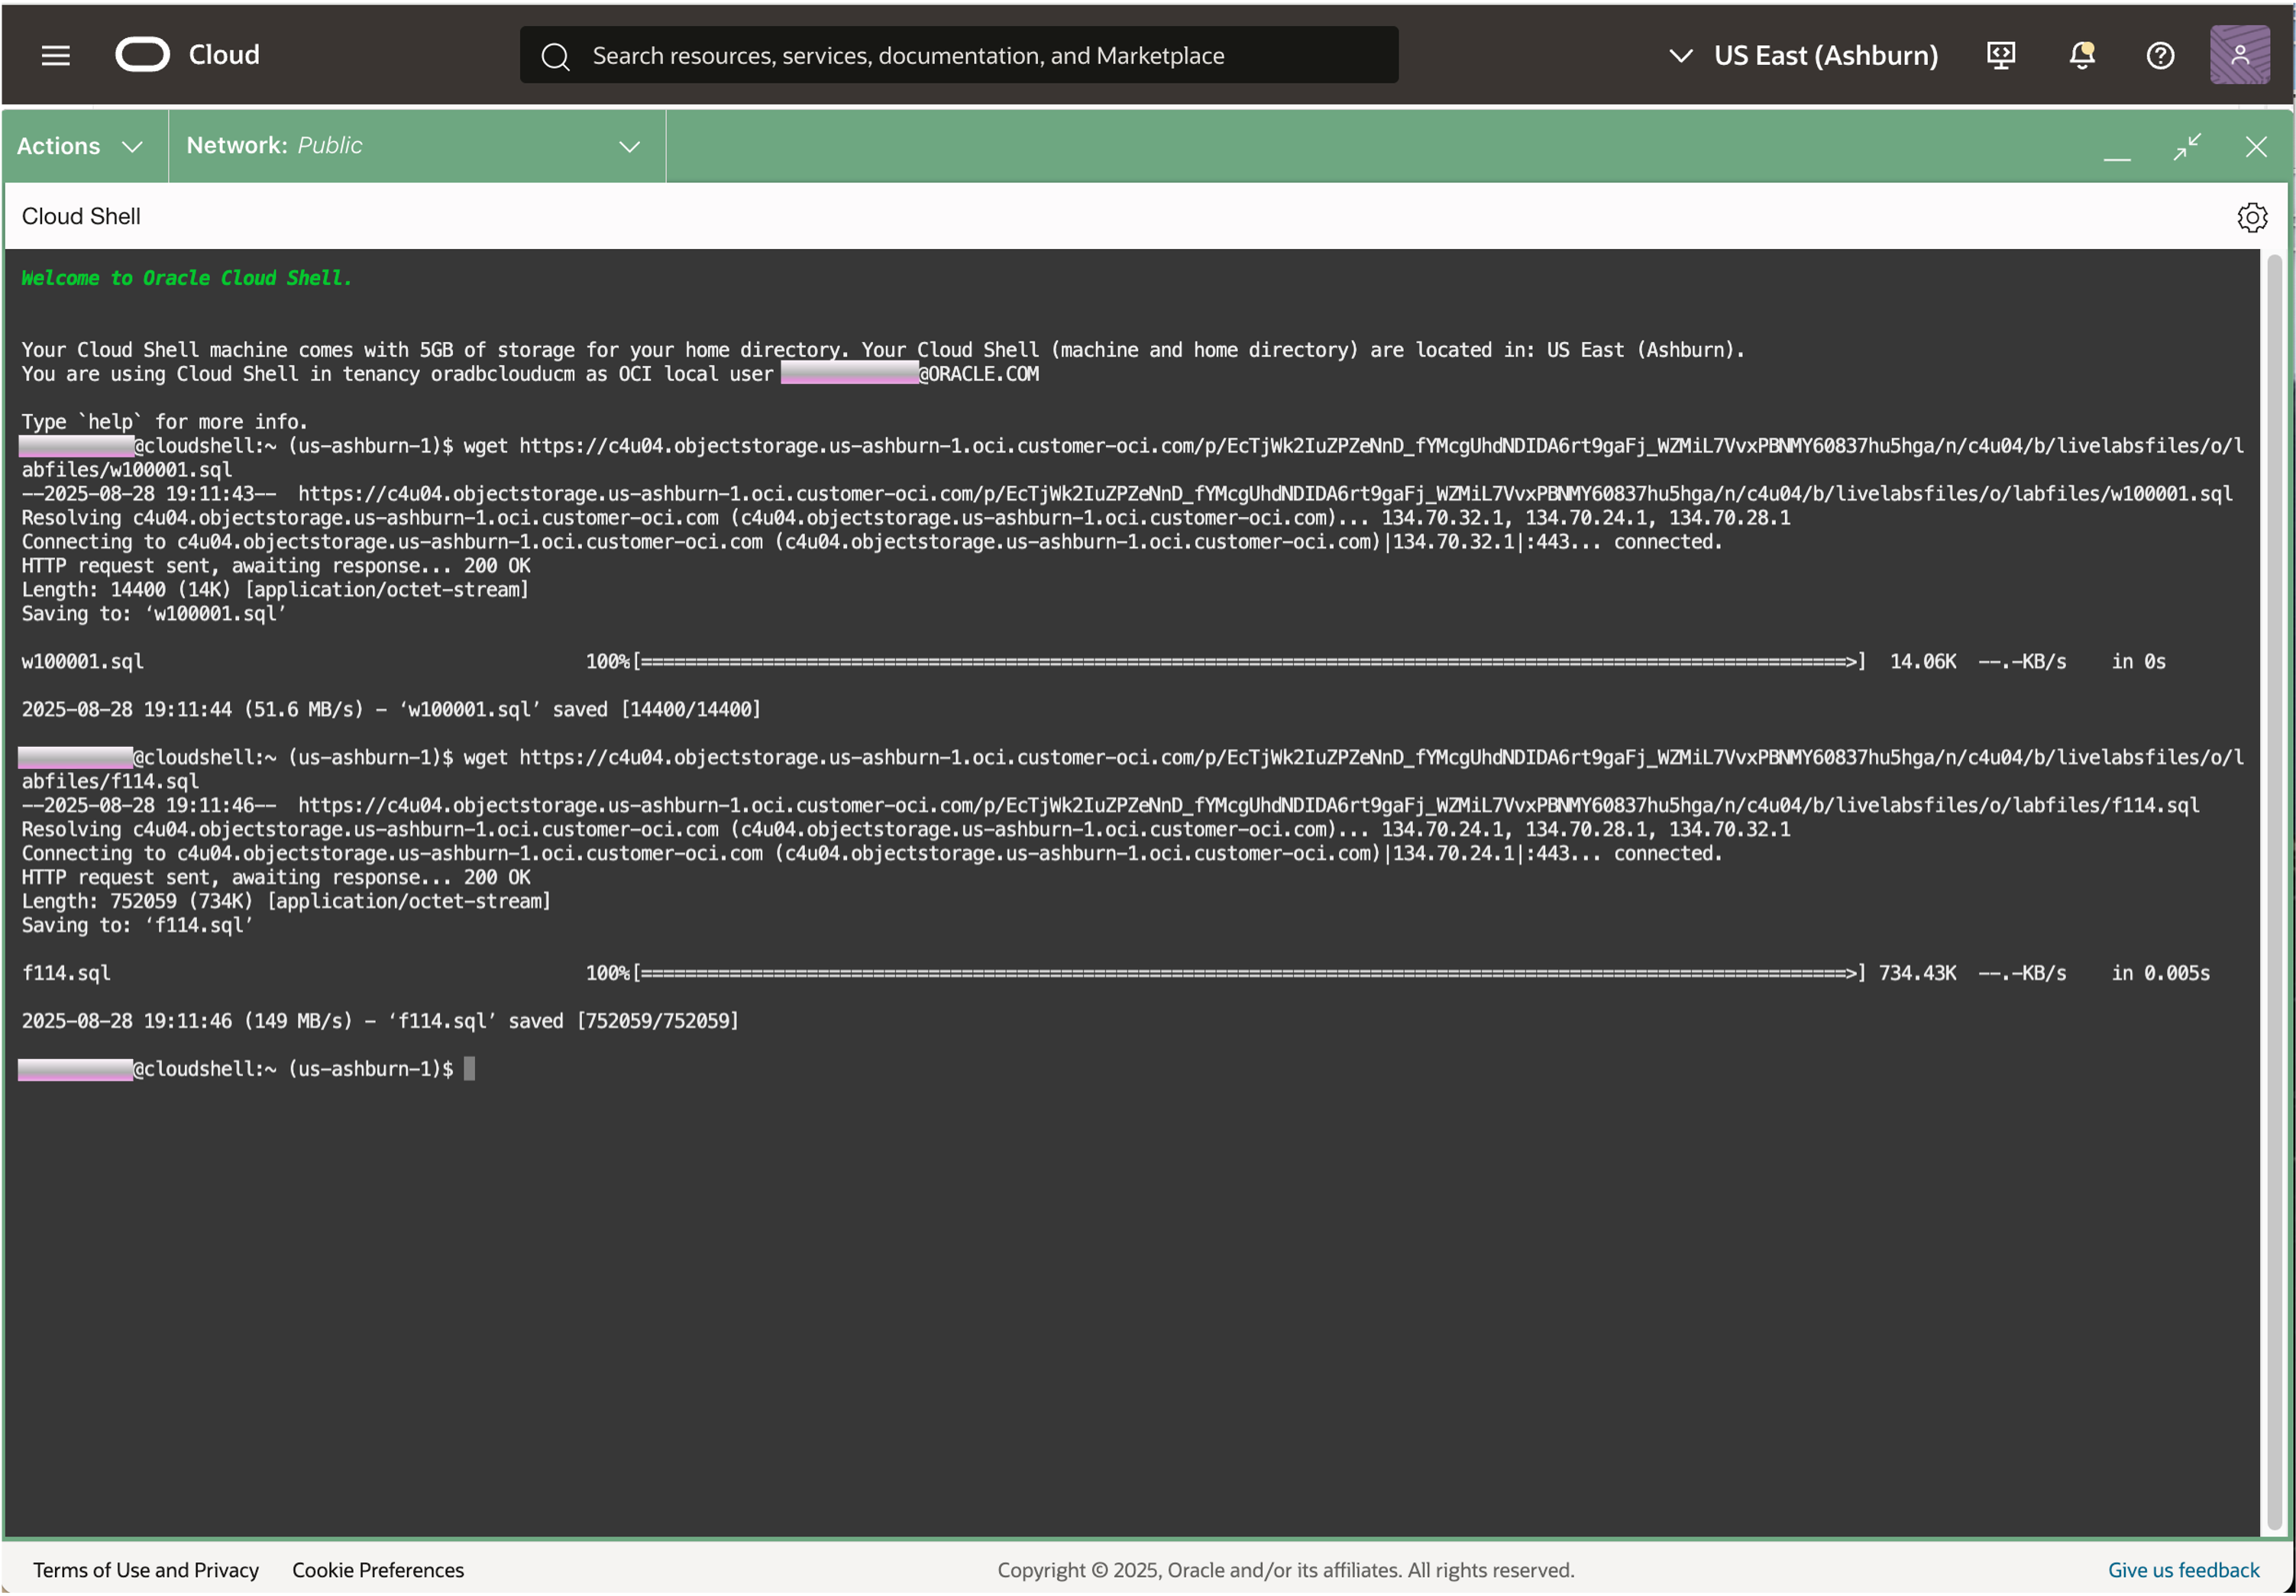 Cloud
Search resources, services, documentation, and Marketplace
US East (Ashburn)
Actions
Network: Public
Cloud Shell
Welcome to Oracle Cloud Shell.
Your Cloud Shell machine comes with 5GB of storage for your home directory. Your Cloud Shell (machine and home directory) are located in: US East (Ashburn).
You are using Cloud Shell in tenancy oradbclouducm as OCI local user @ORACLE.COM
Type `help` for more info.
@cloudshell:~ (us-ashburn-1)$ wget https://c4u04.objectstorage.us-ashburn-1.oci.customer-oci.com/p/EcTjWk2IuZPZeNnD_fYMcgUhdNDIDA6rt9gaFj_WZMiL7VvxPBNMY60837hu5hga/n/c4u04/b/livelabsfiles/o/l
abfiles/w100001.sql
--2025-08-28 19:11:43--  https://c4u04.objectstorage.us-ashburn-1.oci.customer-oci.com/p/EcTjWk2IuZPZeNnD_fYMcgUhdNDIDA6rt9gaFj_WZMiL7VvxPBNMY60837hu5hga/n/c4u04/b/livelabsfiles/o/labfiles/w100001.sql
Resolving c4u04.objectstorage.us-ashburn-1.oci.customer-oci.com (c4u04.objectstorage.us-ashburn-1.oci.customer-oci.com)... 134.70.32.1, 134.70.24.1, 134.70.28.1
Connecting to c4u04.objectstorage.us-ashburn-1.oci.customer-oci.com (c4u04.objectstorage.us-ashburn-1.oci.customer-oci.com)|134.70.32.1|:443... connected.
HTTP request sent, awaiting response... 200 OK
Length: 14400 (14K) [application/octet-stream]
Saving to: ‘w100001.sql’
w100001.sql 100%[=============================================================================================================>] 14.06K --.-KB/s in 0s
2025-08-28 19:11:44 (51.6 MB/s) - ‘w100001.sql’ saved [14400/14400]
@cloudshell:~ (us-ashburn-1)$ wget https://c4u04.objectstorage.us-ashburn-1.oci.customer-oci.com/p/EcTjWk2IuZPZeNnD_fYMcgUhdNDIDA6rt9gaFj_WZMiL7VvxPBNMY60837hu5hga/n/c4u04/b/livelabsfiles/o/l
abfiles/f114.sql
--2025-08-28 19:11:46--  https://c4u04.objectstorage.us-ashburn-1.oci.customer-oci.com/p/EcTjWk2IuZPZeNnD_fYMcgUhdNDIDA6rt9gaFj_WZMiL7VvxPBNMY60837hu5hga/n/c4u04/b/livelabsfiles/o/labfiles/f114.sql
Resolving c4u04.objectstorage.us-ashburn-1.oci.customer-oci.com (c4u04.objectstorage.us-ashburn-1.oci.customer-oci.com)... 134.70.24.1, 134.70.28.1, 134.70.32.1
Connecting to c4u04.objectstorage.us-ashburn-1.oci.customer-oci.com (c4u04.objectstorage.us-ashburn-1.oci.customer-oci.com)|134.70.24.1|:443... connected.
HTTP request sent, awaiting response... 200 OK
Length: 752059 (734K) [application/octet-stream]
Saving to: ‘f114.sql’
f114.sql 100%[=============================================================================================================>] 734.43K --.-KB/s in 0.005s
2025-08-28 19:11:46 (149 MB/s) - ‘f114.sql’ saved [752059/752059]
@cloudshell:~ (us-ashburn-1)$
Terms of Use and Privacy
Cookie Preferences
Copyright © 2025, Oracle and/or its affiliates. All rights reserved.
Give us feedback